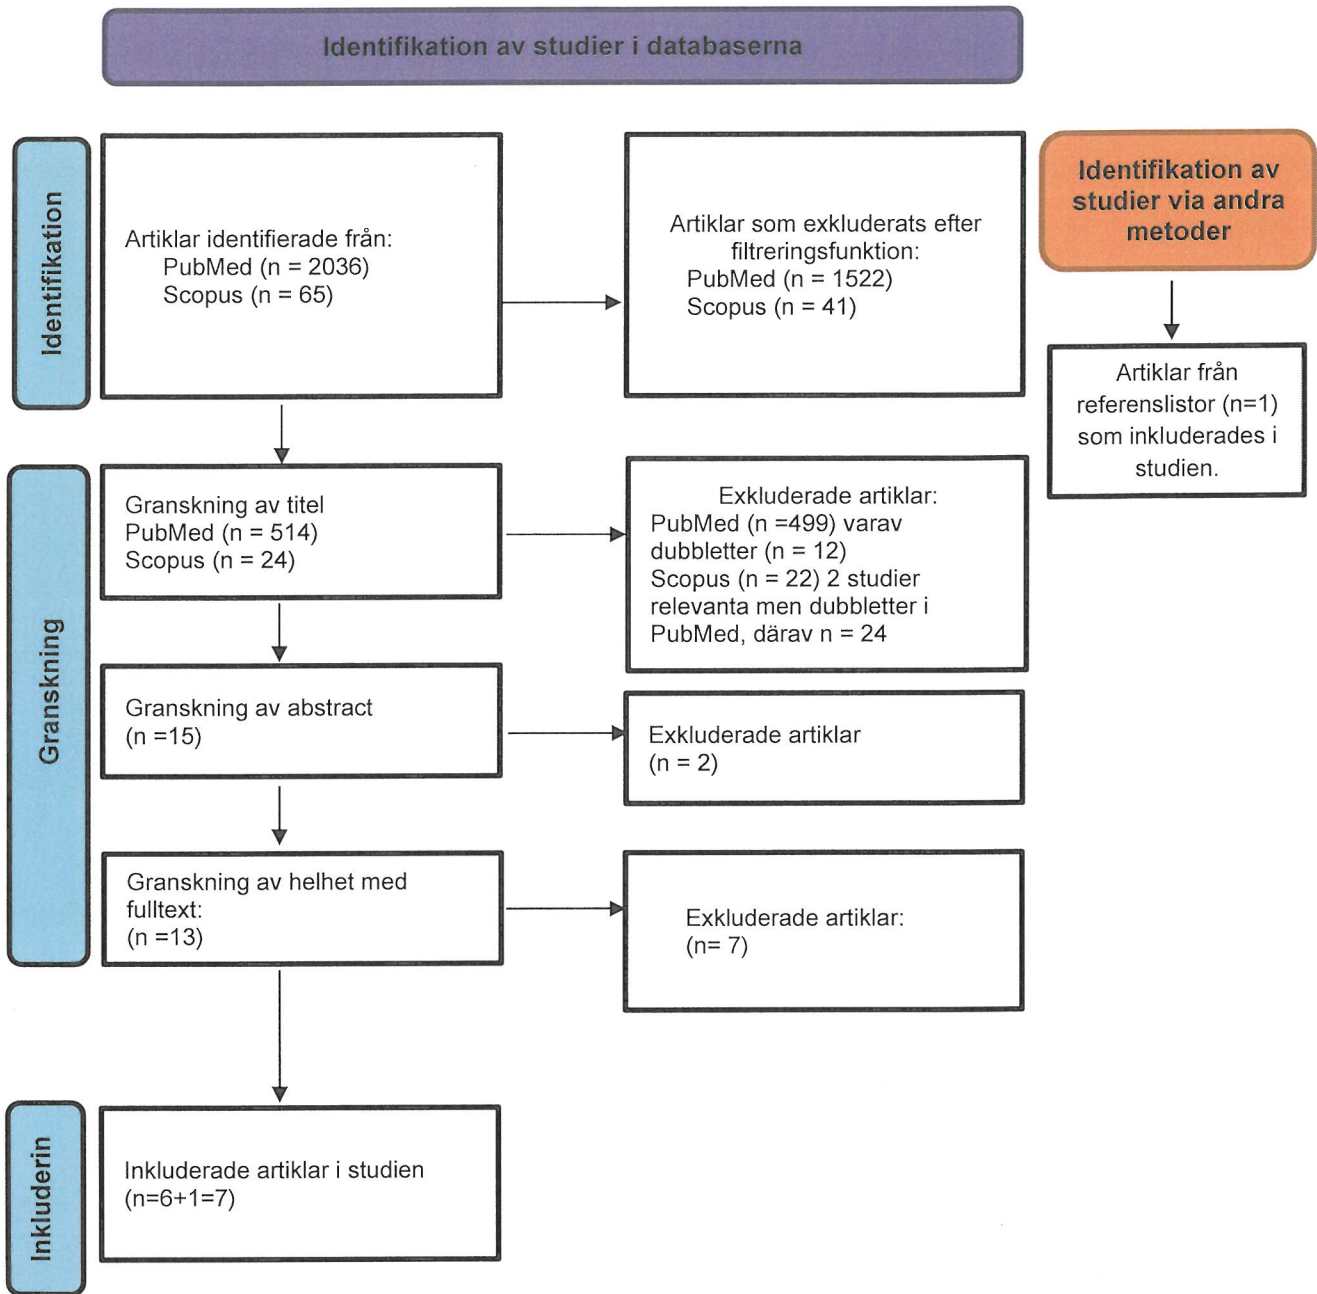 Identifikation av studier i databaserna
Identifikation
Artiklar identifierade från:
PubMed (n = 2036)
Scopus (n = 65)
Artiklar som exkluderats efter
filtreringsfunktion:
PubMed (n = 1522)
Scopus (n = 41)
Identifikation av
studier via andra
metoder
Artiklar från
referenslistor (n=1)
som inkluderades i
studien.
Granskning
Granskning av titel
PubMed (n = 514)
Scopus (n = 24)
Exkluderade artiklar:
PubMed (n =499) varav
dubbletter (n = 12)
Scopus (n = 22) 2 studier
relevanta men dubbletter i
PubMed, därav n = 24
Granskning av abstract
(n =15)
Exkluderade artiklar
(n = 2)
Granskning av helhet med
fulltext:
(n =13)
Exkluderade artiklar:
(n= 7)
Inkluderin
Inkluderade artiklar i studien
(n=6+1=7)